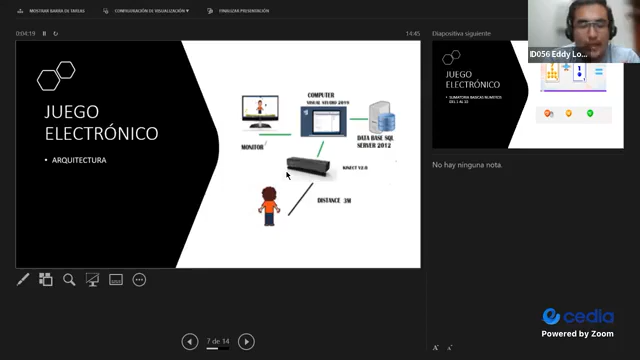 MOSTRAR BARRA DE TAREAS
CONFIGURACIÓN DE VISUALIZACIÓN
FINALIZAR PRESENTACIÓN
0:04:19
14:45
JUEGO
ELECTRÓNICO
ARQUITECTURA
COMPUTER
VISUAL STUDIO 2019
MONITOR
DATA BASE SQL
SERVER 2012
KINECT V2.0
DISTANCE 3M
7 de 14
Diapositiva siguiente
ID056 Eddy Lo...
JUEGO
ELECTRÓNICO
No hay ninguna nota.
cedia
Powered by Zoom